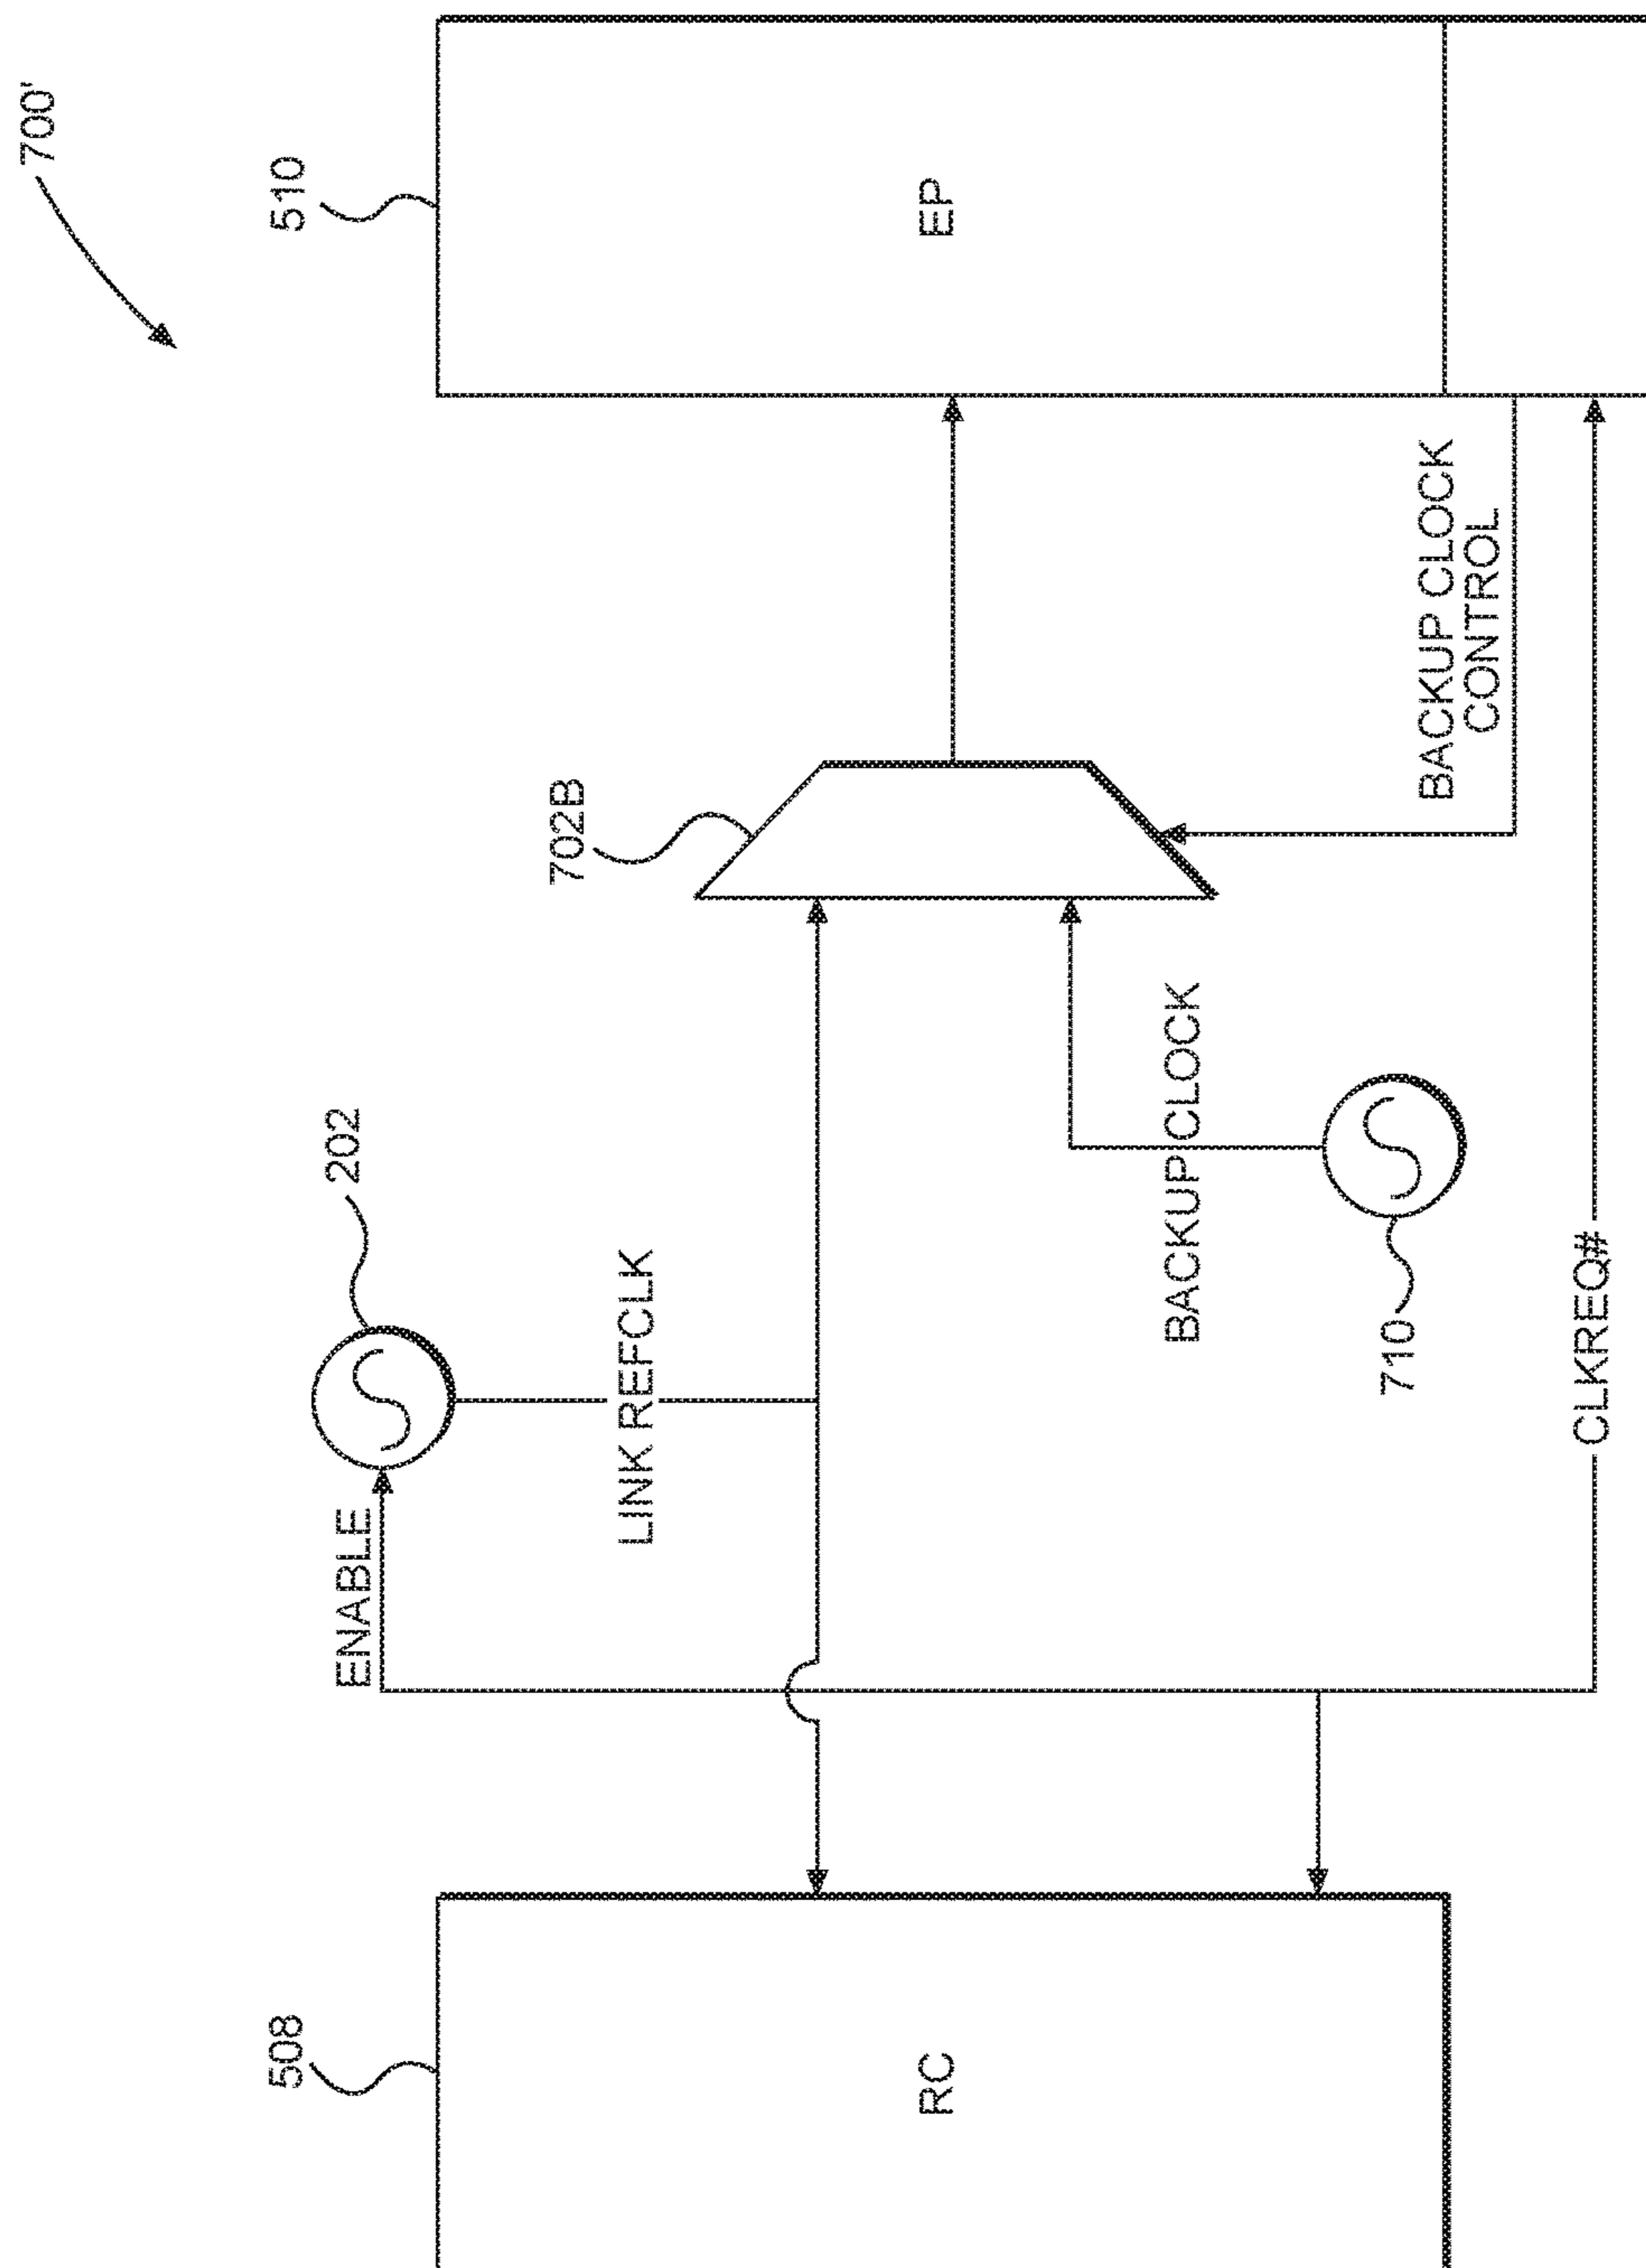 700'
508
RC
ENABLE
202
LINK REFCLK
710
BACKUP CLOCK
CLKREQ#
702B
BACKUP CLOCK
CONTROL
510
EP